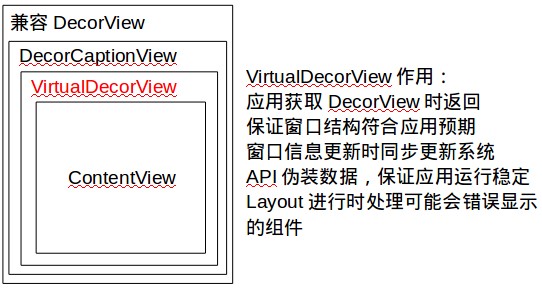 兼容 DecorView
DecorCaptionView
VirtualDecorView
ContentView
VirtualDecorView 作用：
应用获取 DecorView 时返回
保证窗口结构符合应用预期
窗口信息更新时同步更新系统
API 伪装数据，保证应用运行稳定
Layout 进行时处理可能会错误显示
的组件